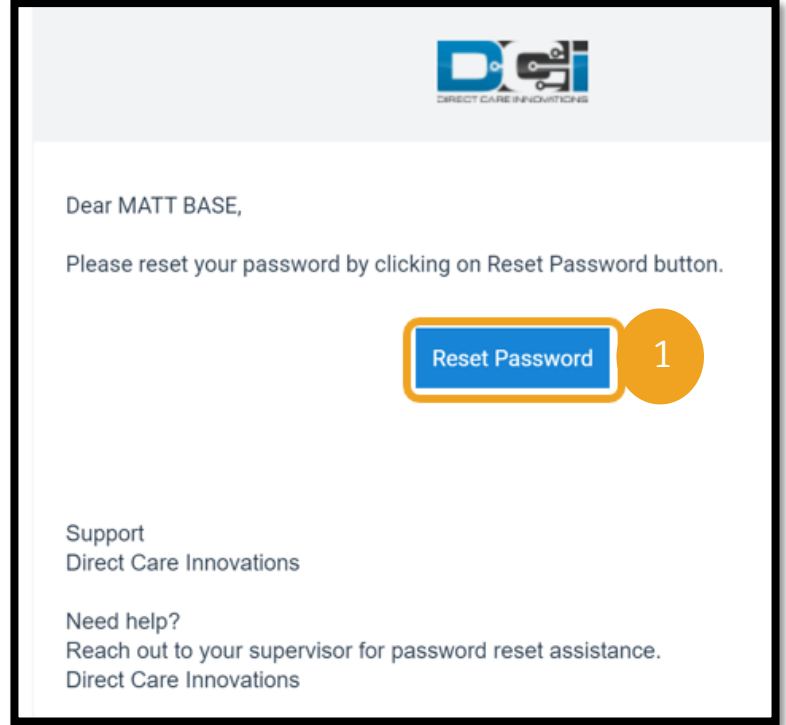 DCi
DIRECT CARE INNOVATIONS
Dear MATT BASE,
Please reset your password by clicking on Reset Password button.
Reset Password
1
Support
Direct Care Innovations
Need help?
Reach out to your supervisor for password reset assistance.
Direct Care Innovations